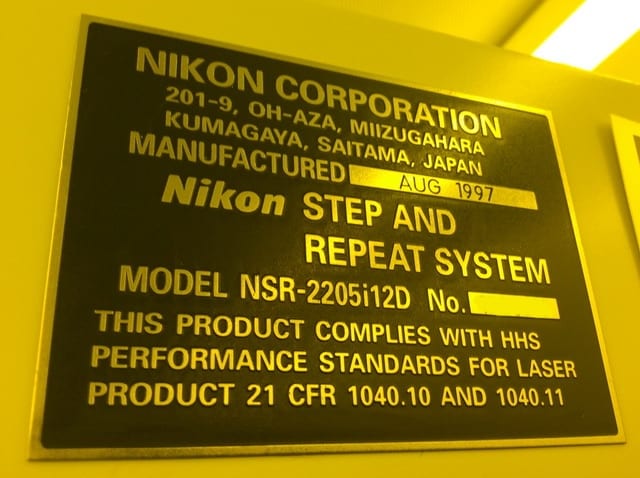 NIKON CORPORATION
201-9, OH-AZA, MIIZUGAHARA
KUMAGAYA, SAITAMA, JAPAN
MANUFACTURED AUG 1997
Nikon STEP AND
REPEAT SYSTEM
MODEL NSR-2205i12D No.
THIS PRODUCT COMPLIES WITH HHS
PERFORMANCE STANDARDS FOR LASER
PRODUCT 21 CFR 1040.10 AND 1040.11